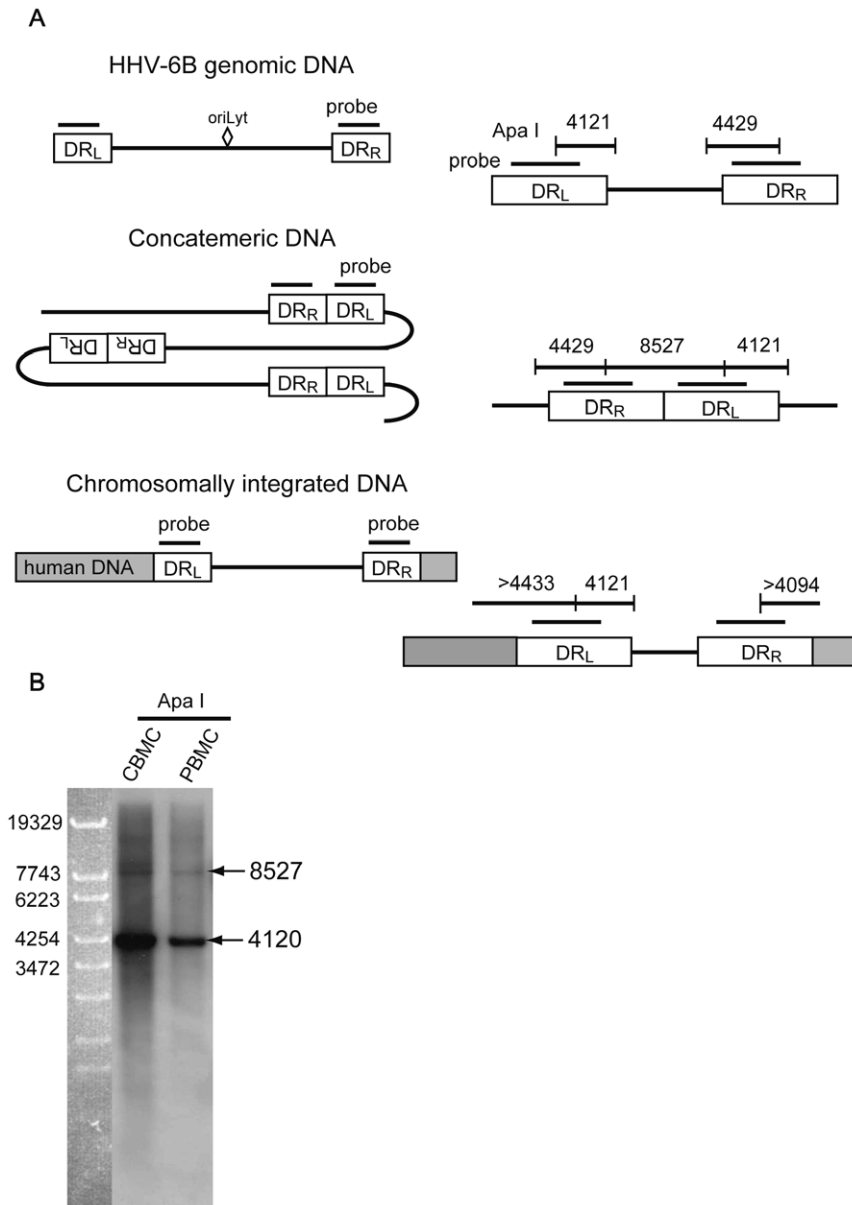 A
HHV-6B genomic DNA
oriLyt
probe
DRL
DRR
4121
4429
Apa I
probe
DRL
DRR
Concatemeric DNA
probe
DRR
DRL
DRL
DRR
DRR
DRL
4429
8527
4121
DRR
DRL
Chromosomally integrated DNA
probe
probe
human DNA
DRL
DRR
>4433
4121
>4094
DRL
DRR
B
Apa I
CBMC
PBMC
19329
7743
6223
4254
3472
8527
4120